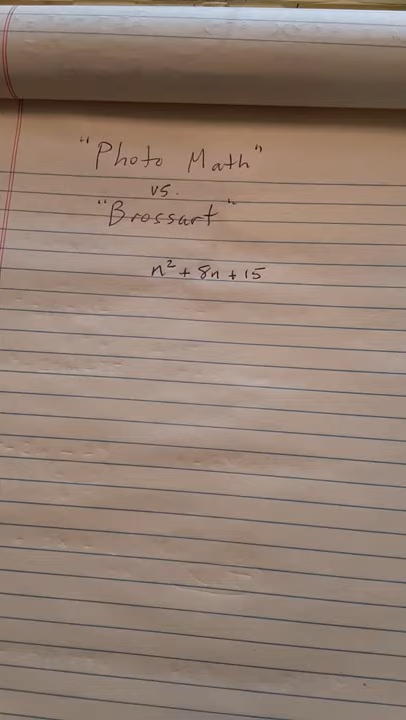 "Photo Math"
vs.
"Brossart"
n² + 8n + 15